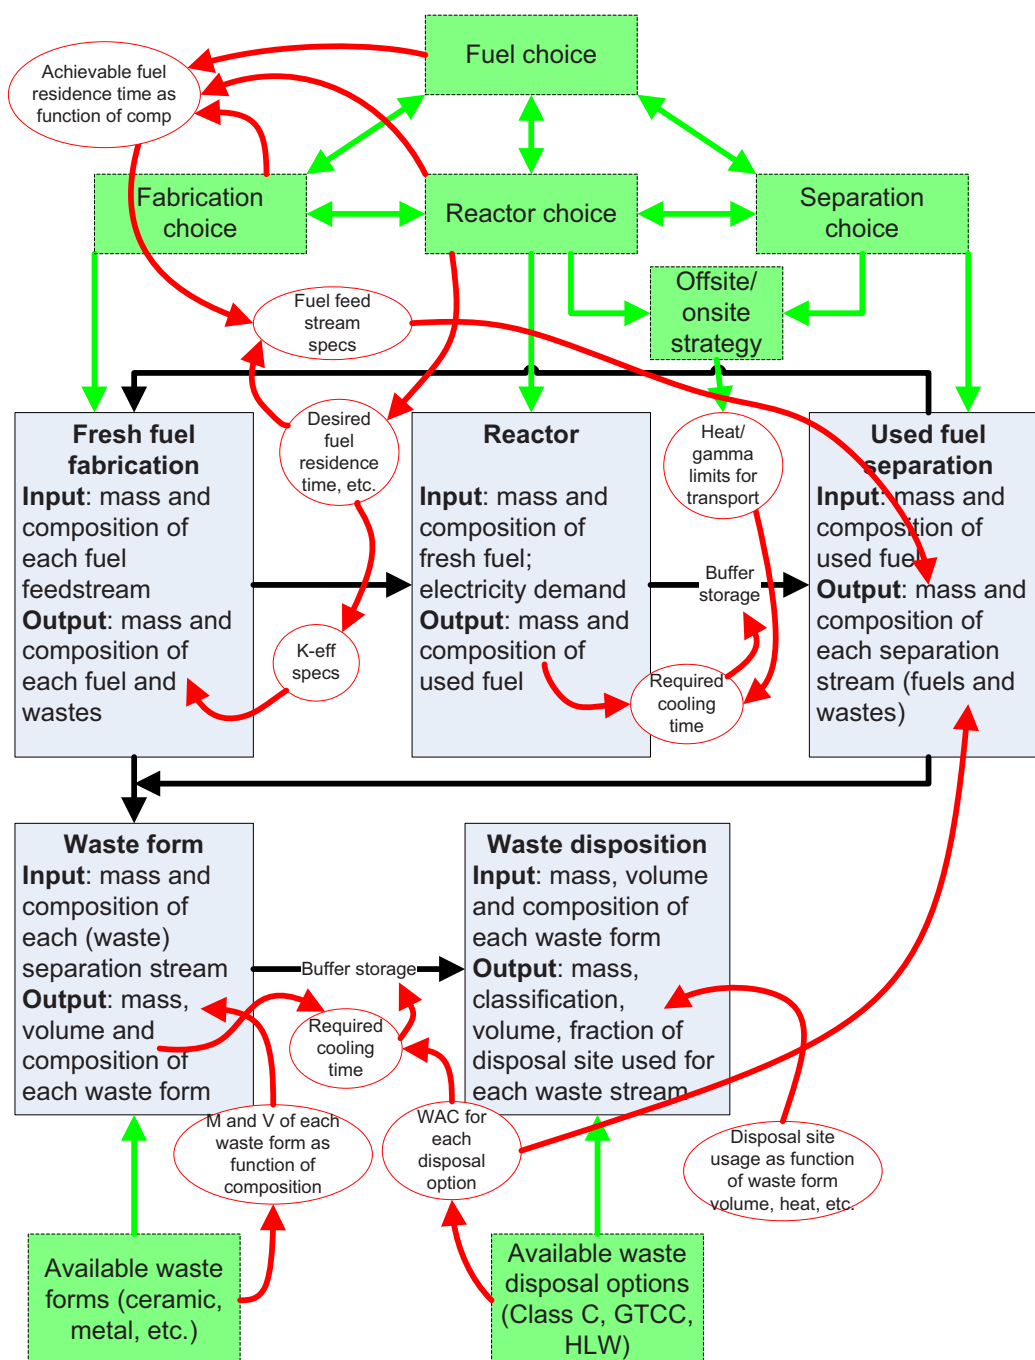 Fuel choice
Achievable fuel
residence time as
function of comp
Fabrication
choice
Reactor choice
Separation
choice
Offsite/
onsite
strategy
Fuel feed
stream
specs
Desired fuel
residence
time, etc.
Heat/
gamma
limits for
transport
Fresh fuel
fabrication
Input: mass and
composition of
each fuel
feedstream
Output: mass and
composition of
each fuel and
wastes
K-eff
specs
Reactor
Input: mass and
composition of
fresh fuel;
electricity demand
Output: mass and
composition of
used fuel
Buffer
storage
Required
cooling
time
Used fuel
separation
Input: mass and
composition of
used fuel
Output: mass and
composition of
each separation
stream (fuels and
wastes)
Waste form
Input: mass and
composition of
each (waste)
separation stream
Output: mass,
volume and
composition of
each waste form
Buffer storage
Required
cooling
time
Waste disposition
Input: mass, volume
and composition of
each waste form
Output: mass,
classification,
volume, fraction of
disposal site used for
each waste stream
M and V of each
waste form as
function of
composition
WAC for
each
disposal
option
Disposal site
usage as function
of waste form
volume, heat, etc.
Available waste
forms (ceramic,
metal, etc.)
Available waste
disposal options
(Class C, GTCC,
HLW)